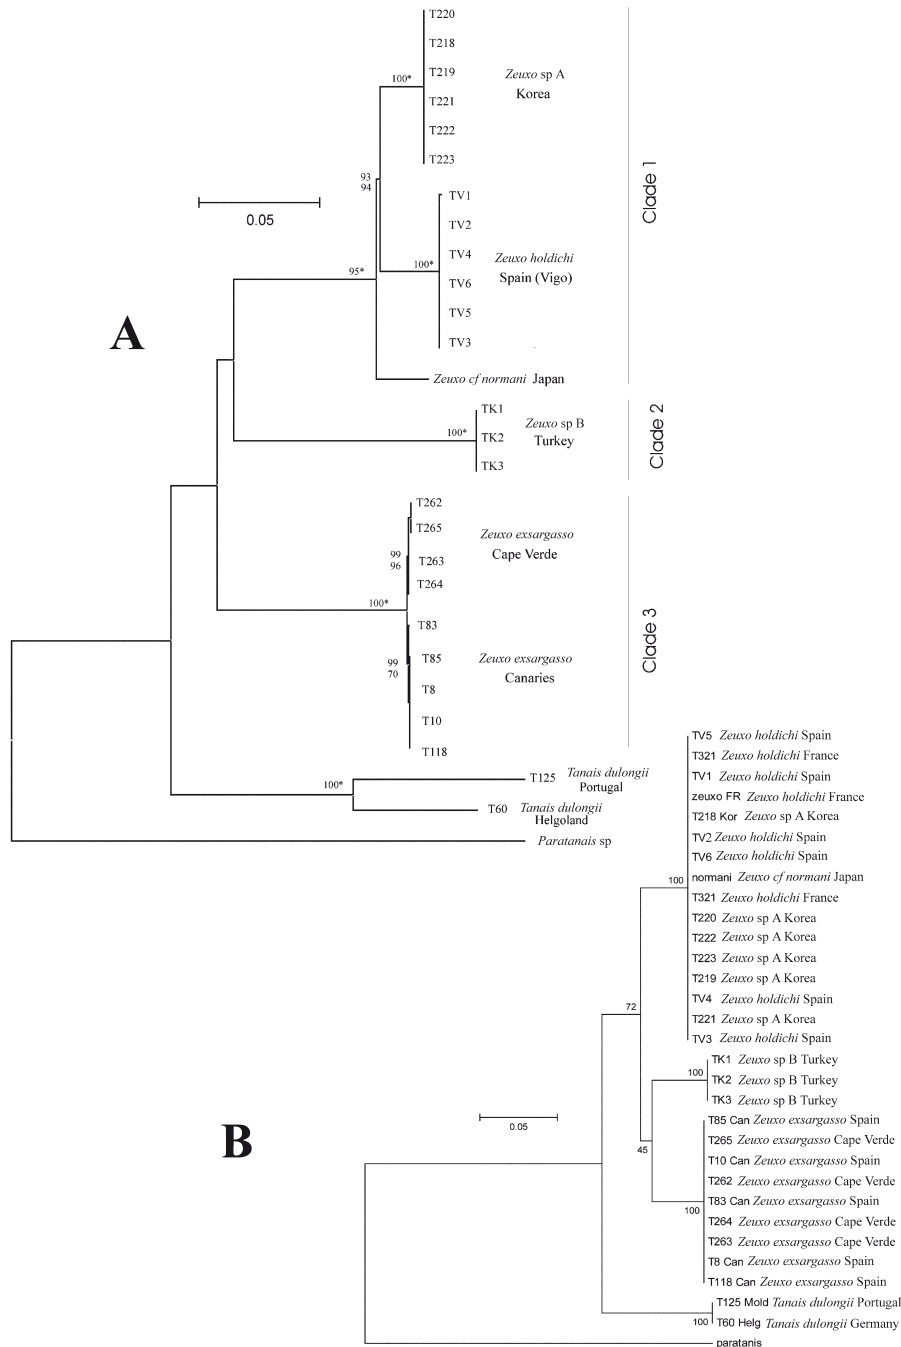 T220
T218
T219
T221
T222
T223
100*
Zeuxo sp A
Korea
Clade 1
93
94
0.05
TV1
TV2
TV4
TV6
TV5
TV3
100*
Zeuxo holdichi
Spain (Vigo)
95*
A
Zeuxo cf normani Japan
TK1
TK2
TK3
100*
Zeuxo sp B
Turkey
Clade 2
T262
T265
T263
T264
99
96
Zeuxo exsargasso
Cape Verde
100*
Clade 3
T83
T85
T8
T10
T118
99
70
Zeuxo exsargasso
Canaries
100*
T125 Tanais dulongii
Portugal
T60 Tanais dulongii
Helgoland
Paratanais sp
TV5 Zeuxo holdichi Spain
T321 Zeuxo holdichi France
TV1 Zeuxo holdichi Spain
zeuxo FR Zeuxo holdichi France
T218 Kor Zeuxo sp A Korea
TV2 Zeuxo holdichi Spain
TV6 Zeuxo holdichi Spain
normani Zeuxo cf normani Japan
100
T321 Zeuxo holdichi France
T220 Zeuxo sp A Korea
T222 Zeuxo sp A Korea
T223 Zeuxo sp A Korea
T219 Zeuxo sp A Korea
TV4 Zeuxo holdichi Spain
72
T221 Zeuxo sp A Korea
TV3 Zeuxo holdichi Spain
TK1 Zeuxo sp B Turkey
100
TK2 Zeuxo sp B Turkey
TK3 Zeuxo sp B Turkey
0.05
B
T85 Can Zeuxo exsargasso Spain
T265 Zeuxo exsargasso Cape Verde
45
T10 Can Zeuxo exsargasso Spain
T262 Zeuxo exsargasso Cape Verde
T83 Can Zeuxo exsargasso Spain
100
T264 Zeuxo exsargasso Cape Verde
T263 Zeuxo exsargasso Cape Verde
T8 Can Zeuxo exsargasso Spain
T118 Can Zeuxo exsargasso Spain
T125 Mold Tanais dulongii Portugal
100
T60 Helg Tanais dulongii Germany
paratanis